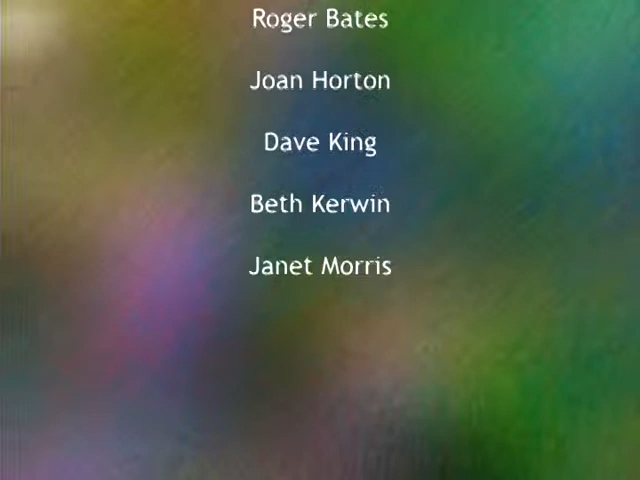 Roger Bates
Joan Horton
Dave King
Beth Kerwin
Janet Morris